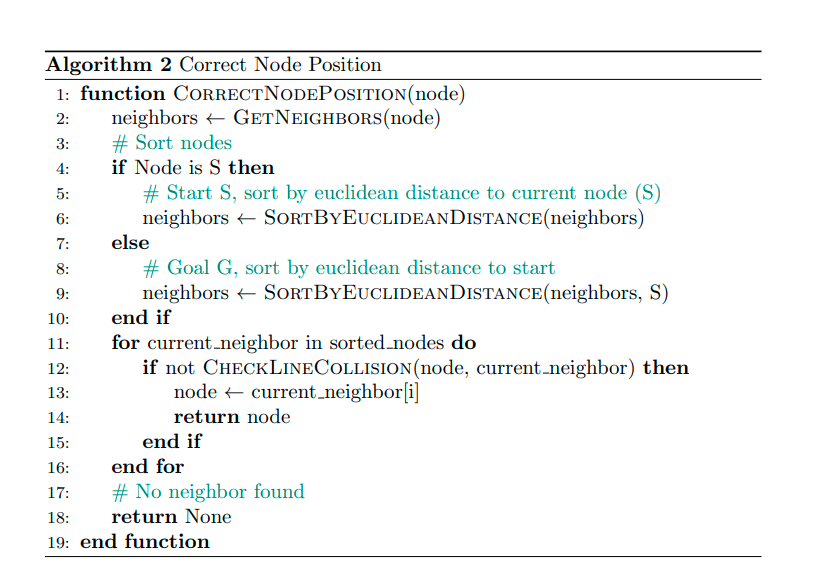 Algorithm 2 Correct Node Position
1: function CORRECTNODEPOSITION(node)
2: neighbors ← GETNEIGHBORS(node)
3: # Sort nodes
4: if Node is S then
5: # Start S, sort by euclidean distance to current node (S)
6: neighbors ← SORTBYEUCLIDEANDISTANCE(neighbors)
7: else
8: # Goal G, sort by euclidean distance to start
9: neighbors ← SORTBYEUCLIDEANDISTANCE(neighbors, S)
10: end if
11: for current_neighbor in sorted_nodes do
12: if not CHECKLINECOLLISION(node, current_neighbor) then
13: node ← current_neighbor[i]
14: return node
15: end if
16: end for
17: # No neighbor found
18: return None
19: end function